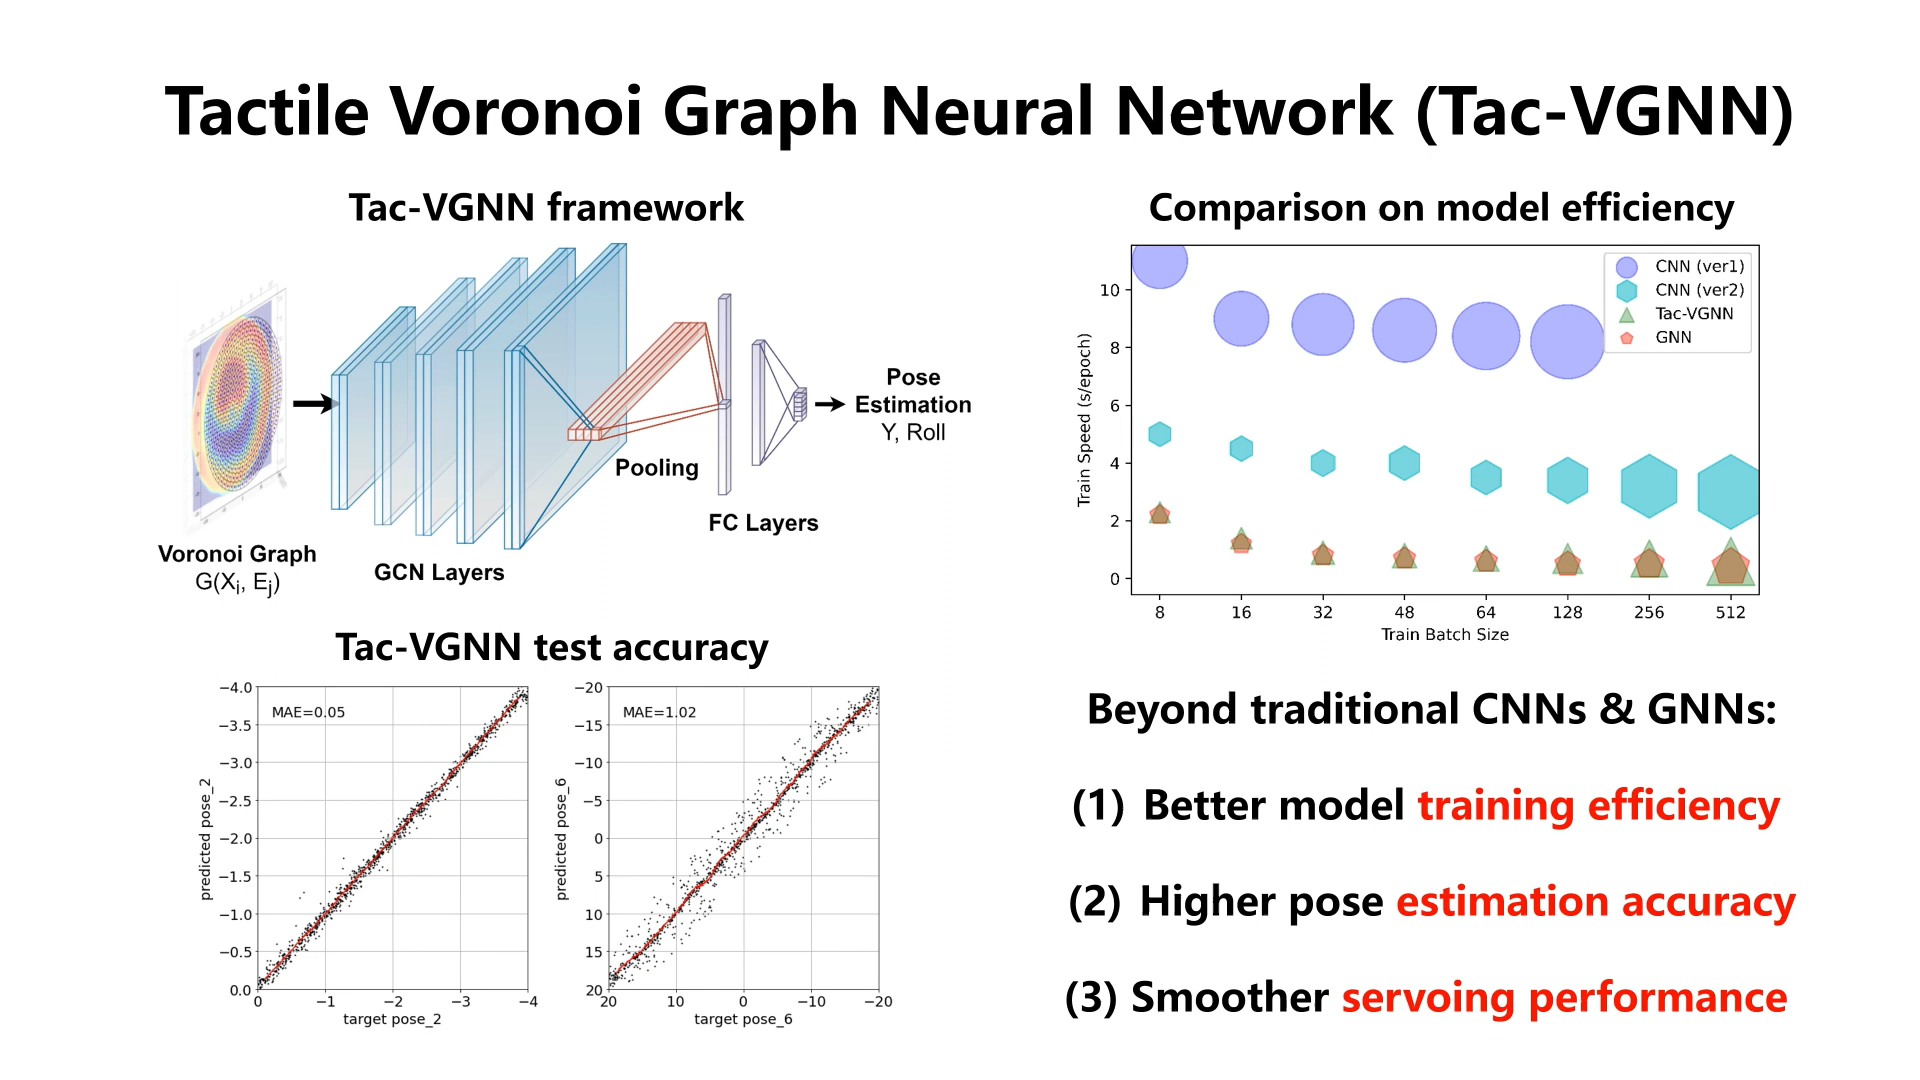 Tactile Voronoi Graph Neural Network (Tac-VGNN)
Tac-VGNN framework
Voronoi Graph
G(Xi, Ej)
GCN Layers
Pooling
FC Layers
Pose
Estimation
Y, Roll
Tac-VGNN test accuracy
MAE=0.05
predicted pose_2
−4.0
−3.5
−3.0
−2.5
−2.0
−1.5
−1.0
−0.5
0.0
0 −1 −2 −3 −4
target pose_2
MAE=1.02
predicted pose_6
−20
−15
−10
−5
0
5
10
15
20
20 10 0 −10 −20
target pose_6
Comparison on model efficiency
CNN (ver1)
CNN (ver2)
Tac-VGNN
GNN
Train Speed (s/epoch)
10
8
6
4
2
0
8 16 32 48 64 128 256 512
Train Batch Size
Beyond traditional CNNs & GNNs:
(1) Better model training efficiency
(2) Higher pose estimation accuracy
(3) Smoother servoing performance